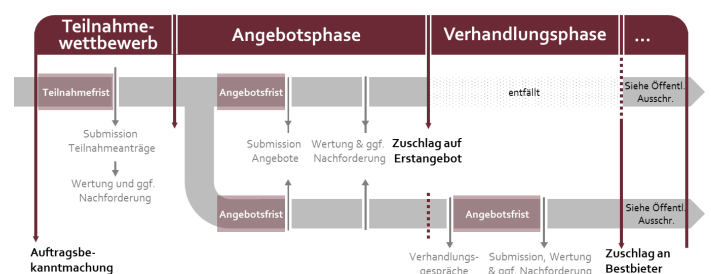 Teilnahme-
wettbewerb
Angebotsphase
Verhandlungsphase
...
Teilnahmefrist
Angebotsfrist
entfällt
Siehe Öffentl.
Ausschr.
Submission
Teilnahmeanträge
Submission
Angebote
Wertung & ggf.
Nachforderung
Zuschlag auf
Erstangebot
Wertung und ggf.
Nachforderung
Angebotsfrist
Angebotsfrist
Siehe Öffentl.
Ausschr.
Auftragsbe-
kanntmachung
Verhandlungs-
gespräche
Submission, Wertung
& ggf. Nachforderung
Zuschlag an
Bestbieter